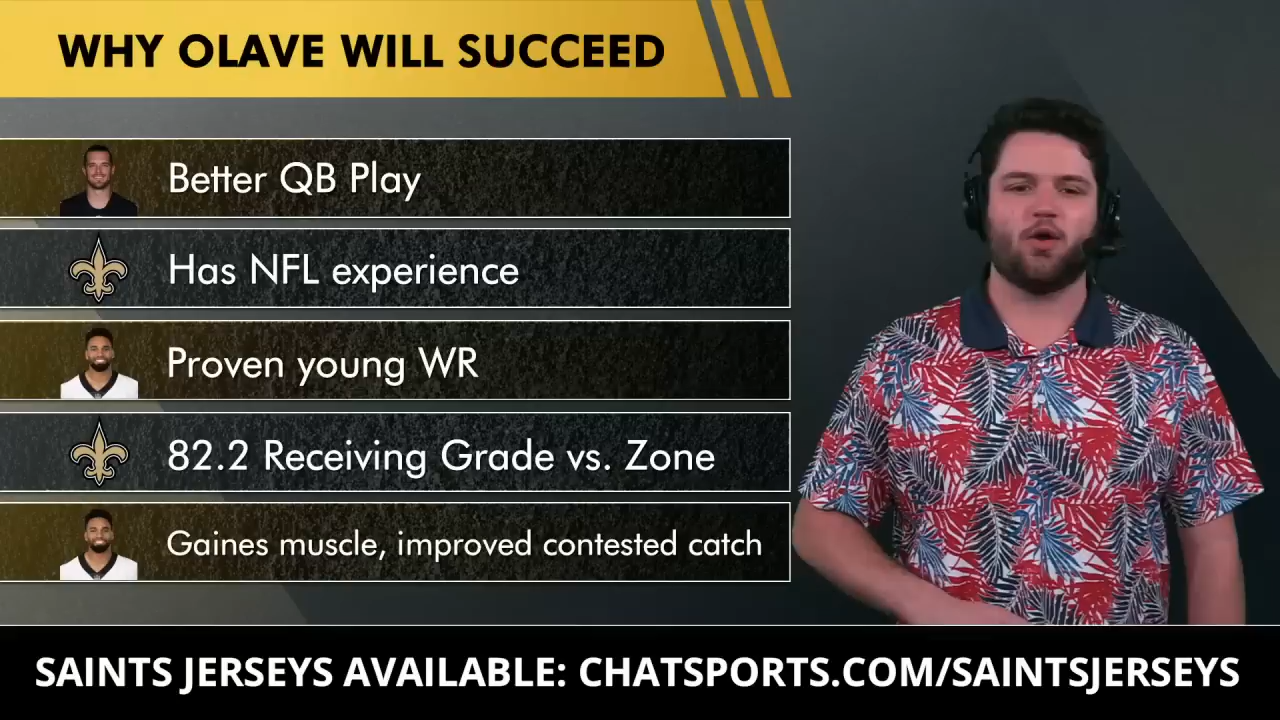 WHY OLAVE WILL SUCCEED
Better QB Play
Has NFL experience
Proven young WR
82.2 Receiving Grade vs. Zone
Gaines muscle, improved contested catch
SAINTS JERSEYS AVAILABLE: CHATSPORTS.COM/SAINTSJERSEYS